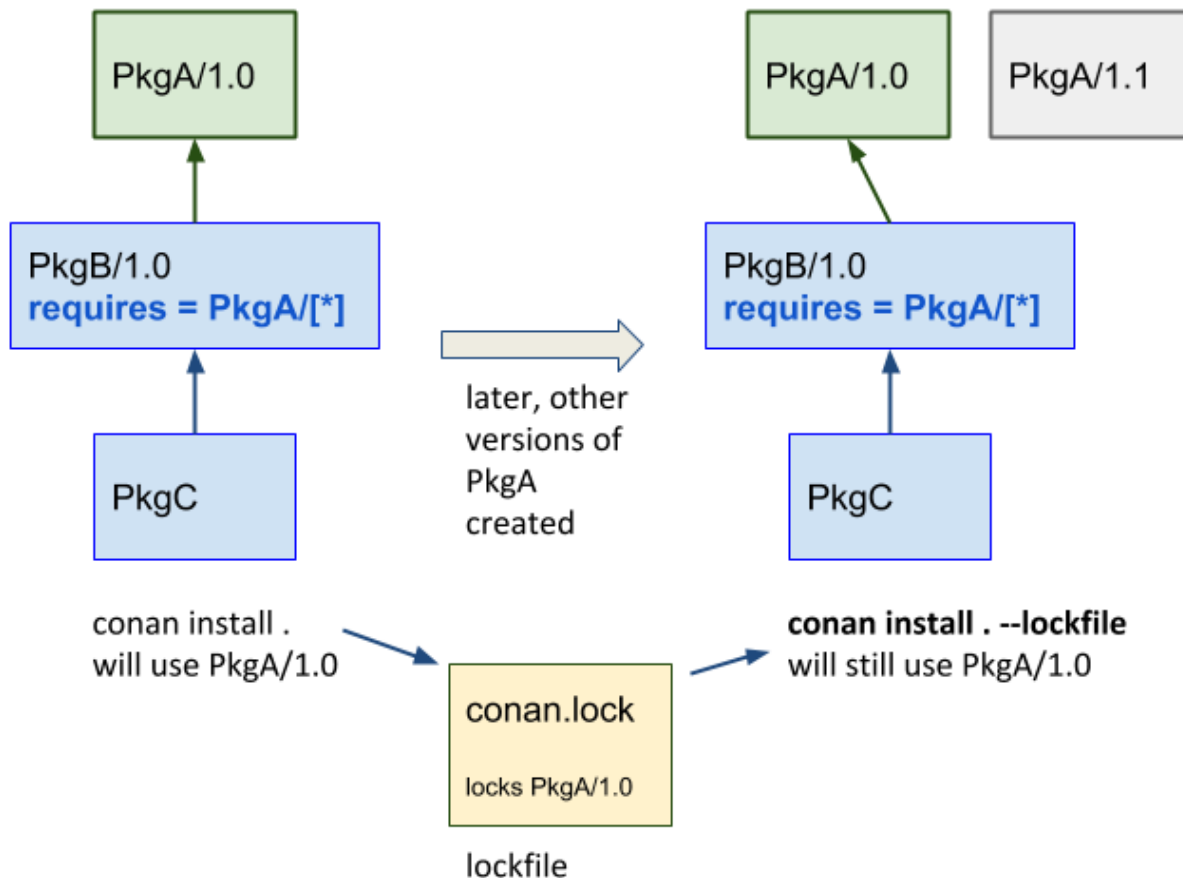 PkgA/1.0
PkgA/1.0
PkgA/1.1
PkgB/1.0
requires = PkgA/[*]
PkgB/1.0
requires = PkgA/[*]
later, other
versions of
PkgA
created
PkgC
PkgC
conan install .
will use PkgA/1.0
conan install . --lockfile
will still use PkgA/1.0
conan.lock
locks PkgA/1.0
lockfile